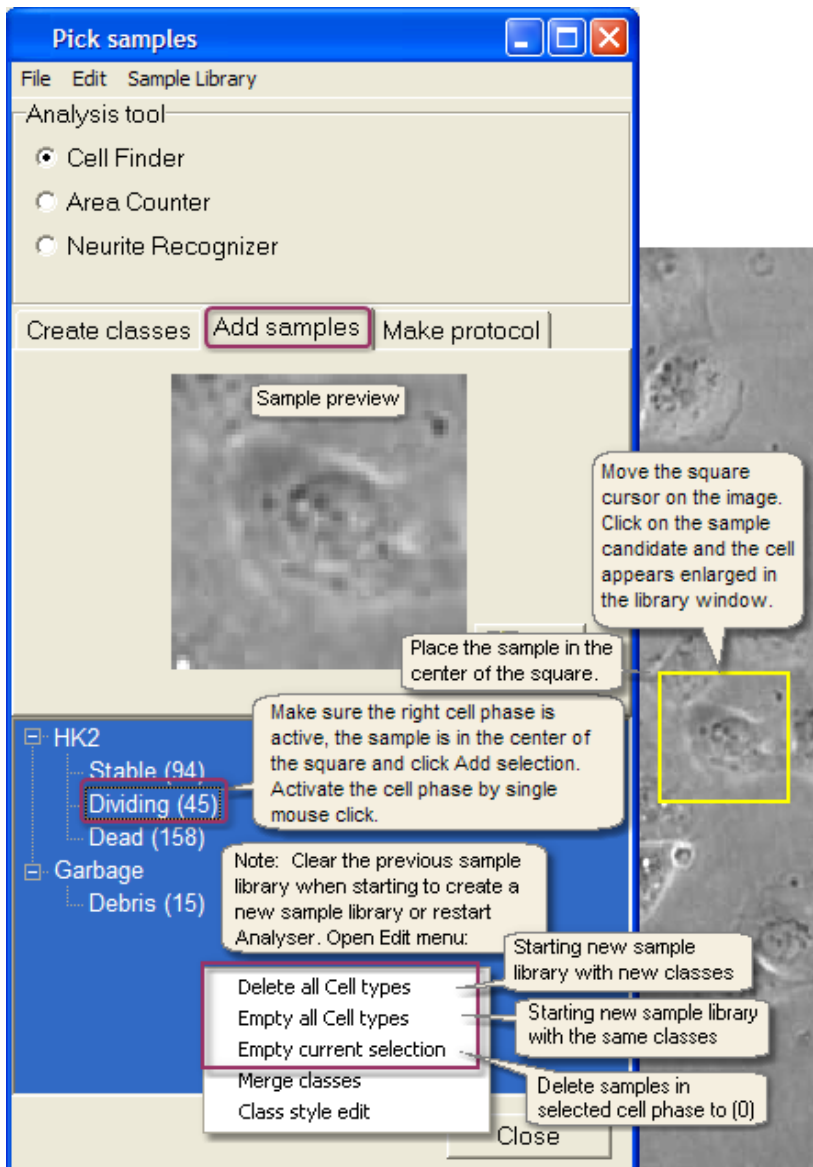 Pick samples
File Edit Sample Library
Analysis tool
Cell Finder
Area Counter
Neurite Recognizer
Create classes
Add samples
Make protocol
Sample preview
Move the square
cursor on the image.
Click on the sample
candidate and the cell
appears enlarged in
the library window.
Place the sample in the
center of the square.
HK2
Stable (94)
Dividing (45)
Dead (158)
Garbage
Debris (15)
Make sure the right cell phase is
active, the sample is in the center of
the square and click Add selection.
Activate the cell phase by single
mouse click.
Note: Clear the previous sample
library when starting to create a
new sample library or restart
Analyser. Open Edit menu:
Delete all Cell types
Empty all Cell types
Empty current selection
Merge classes
Class style edit
Starting new sample
library with new classes
Starting new sample library
with the same classes
Delete samples in
selected cell phase to (0)
Close